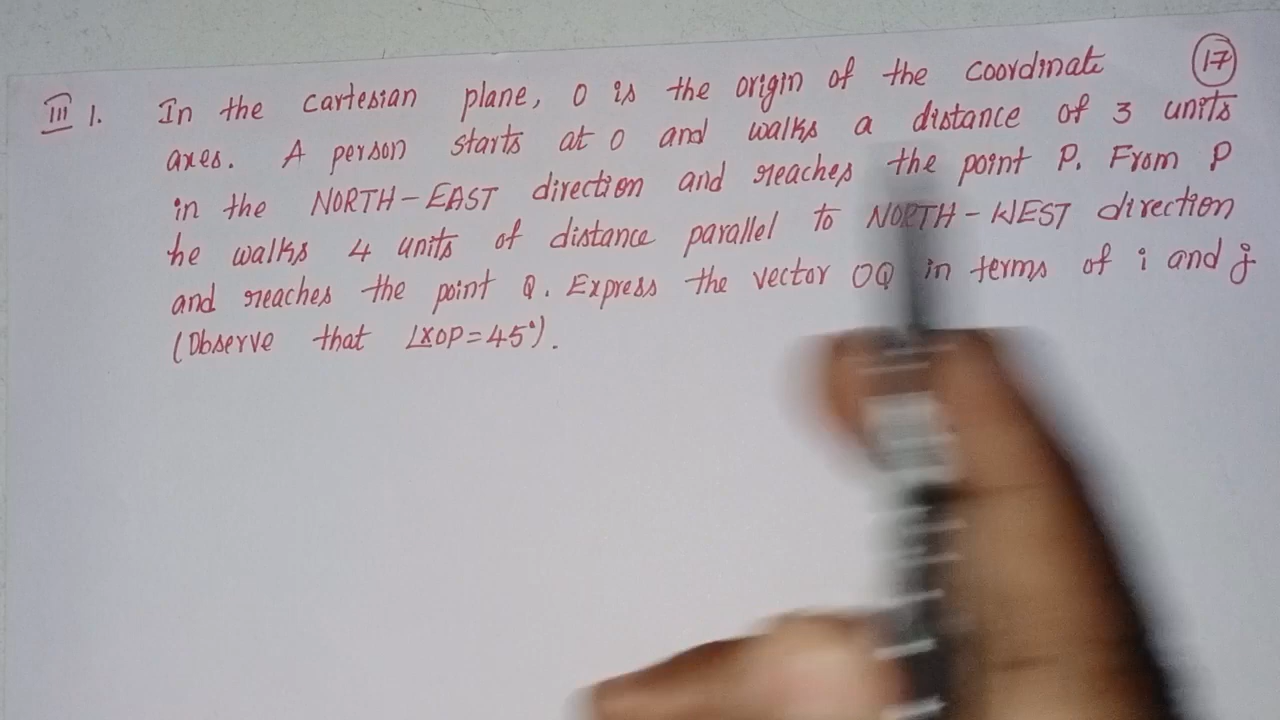 III 1. In the cartesian plane, O is the origin of the coordinate (17)
axes. A person starts at O and walks a distance of 3 units
in the NORTH-EAST direction and reaches the point P. From P
he walks 4 units of distance parallel to NORTH-WEST direction
and reaches the point Q. Express the vector OQ in terms of i and j
(Observe that ∠XOP=45°).